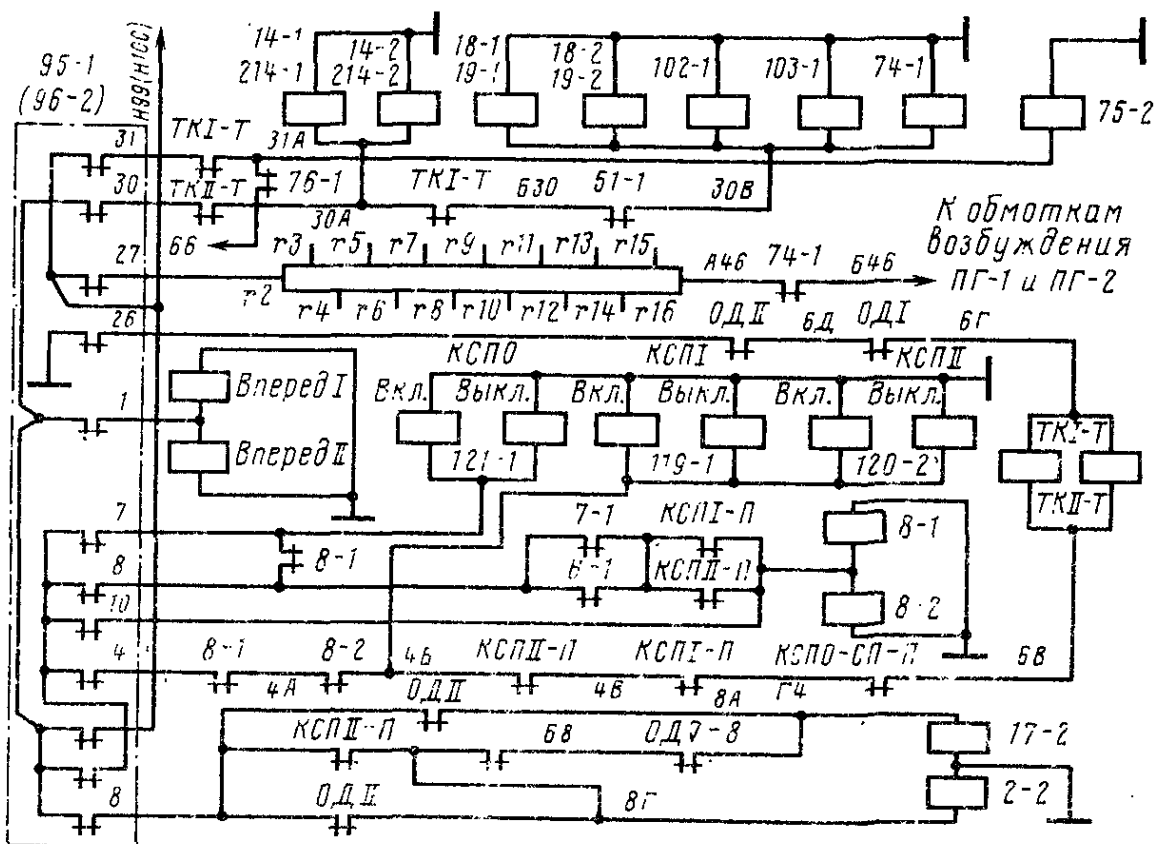 95-1
(96-2)
Н99(Н100)
14-1
214-1
14-2
214-2
18-1
19-1
18-2
19-2
102-1
103-1
74-1
75-2
31
ТКI-Т
31А
30
ТКII-Т
76-1
30А
ТКI-Т
Б30
51-1
30В
66
К обмоткам
возбуждения
ПГ-1 и ПГ-2
r3
r5
r7
r9
r11
r13
r15
27
r2
r4
r6
r8
r10
r12
r14
r16
А46
74-1
Б46
26
ОДII
6Д
ОДI
6Г
КСПО
КСПI
КСПII
1
Вперед I
Вперед II
Вкл.
Выкл.
Вкл.
Выкл.
Вкл.
Выкл.
121-1
119-1
120-2
ТКI-Т
ТКII-Т
7
8-1
7-1
КСПI-П
8-1
8
6-1
КСПII-П
8-2
10
4
8-1
4А
8-2
4Б
КСПII-П
4В
КСПI-П
Г4
КСПО-СП-П
6В
ОДII
8А
КСПII-П
ОД
17-2
8
ОДII
8Г
2-2